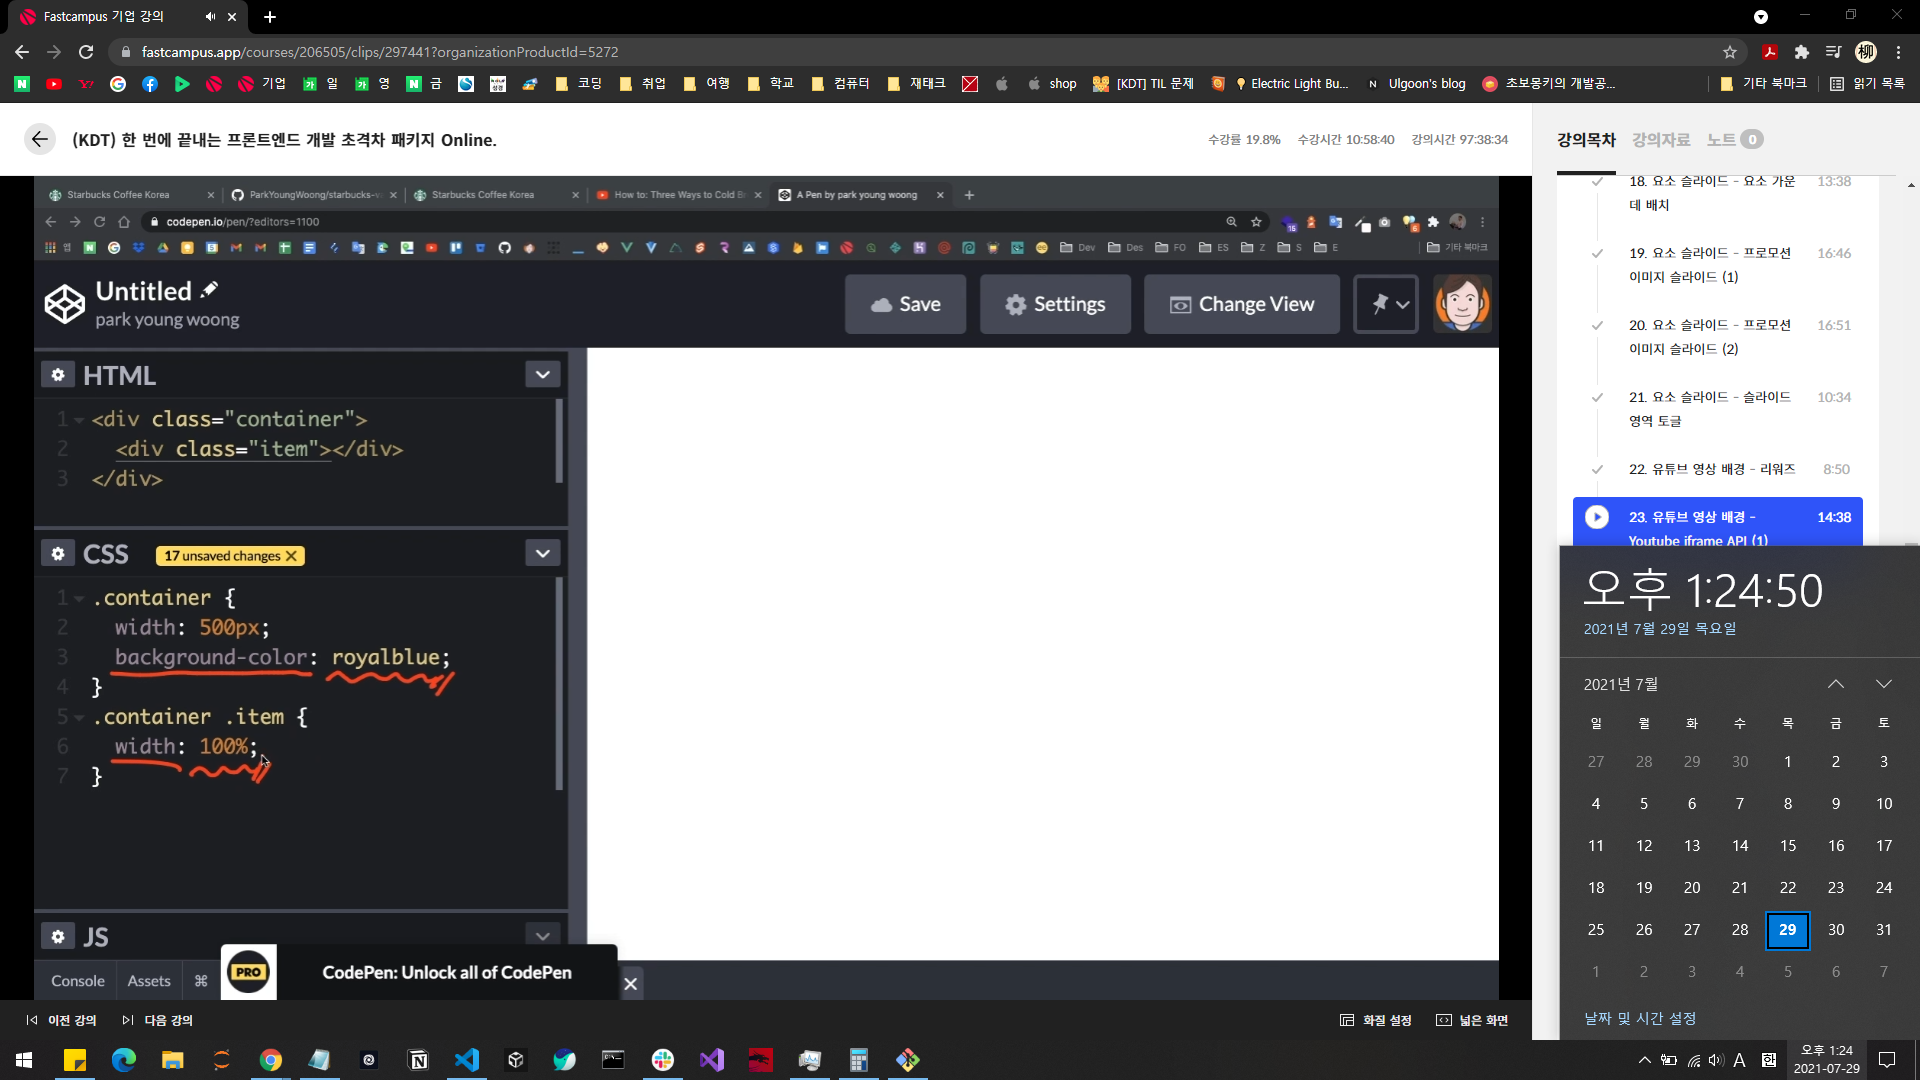 Fastcampus 기업 강의
fastcampus.app/courses/206505/clips/297441?organizationProductId=5272
기업 일 영 금 코딩 취업 여행 학교 컴퓨터 재테크 shop [KDT] TIL 문제 Electric Light Bu... Ulgoon's blog 초보몽키의 개발공... 기타 북마크 읽기 목록
(KDT) 한 번에 끝내는 프론트엔드 개발 초격차 패키지 Online.
수강률 19.8% 수강시간 10:58:40 강의시간 97:38:34
강의목차 강의자료 노트 0
Starbucks Coffee Korea ParkYoungWoong/starbucks-v Starbucks Coffee Korea How to: Three Ways to Cold Br A Pen by park young woong
codepen.io/pen/?editors=1100
앱 Dev Des FO ES Z S E 기타 북마크
Untitled
park young woong
Save Settings Change View
HTML
1 <div class="container">
2 <div class="item"></div>
3 </div>
CSS 17 unsaved changes
1 .container {
2 width: 500px;
3 background-color: royalblue;
4 }
5 .container .item {
6 width: 100%;
7 }
JS
Console Assets ⌘
PRO CodePen: Unlock all of CodePen
이전 강의 다음 강의 화질 설정 넓은 화면
18. 요소 슬라이드 - 요소 가운 13:38
데 배치
19. 요소 슬라이드 - 프로모션 16:46
이미지 슬라이드 (1)
20. 요소 슬라이드 - 프로모션 16:51
이미지 슬라이드 (2)
21. 요소 슬라이드 - 슬라이드 10:34
영역 토글
22. 유튜브 영상 배경 - 리워즈 8:50
23. 유튜브 영상 배경 - 14:38
Youtube iframe API (1)
오후 1:24:50
2021년 7월 29일 목요일
2021년 7월
일 월 화 수 목 금 토
27 28 29 30 1 2 3
4 5 6 7 8 9 10
11 12 13 14 15 16 17
18 19 20 21 22 23 24
25 26 27 28 29 30 31
1 2 3 4 5 6 7
날짜 및 시간 설정
A 한 오후 1:24
2021-07-29